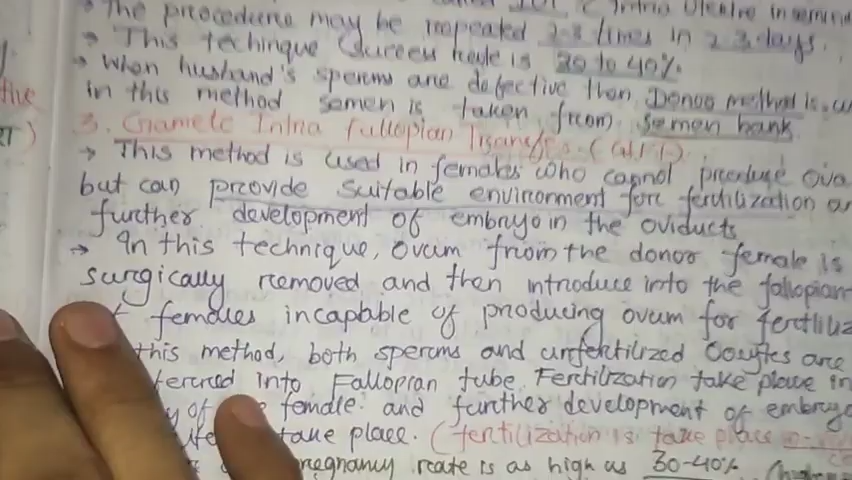 The procedure may be repeated 2-3 times in 2-3 days.
→ This techinque Success rate is 30 to 40%.
→ When husband's sperms are defective then Donor method is
in this method semen is taken from semen bank.
3. Gamete Intra fallopian Transfer (GIFT)
→ This method is used in females who cannot produce ova
but can provide suitable environment for fertilization
further development of embryo in the oviducts
→ In this technique, ovum from the donor female is
surgically removed and then introduce into the fallopian
females incapable of producing ovum for
this method, both sperms and unfertilized Oocytes are
into Fallopian tube. Fertilization take place in
of female and further development of embryo
take place. (fertilization is take place
rate is as high as 30-40%